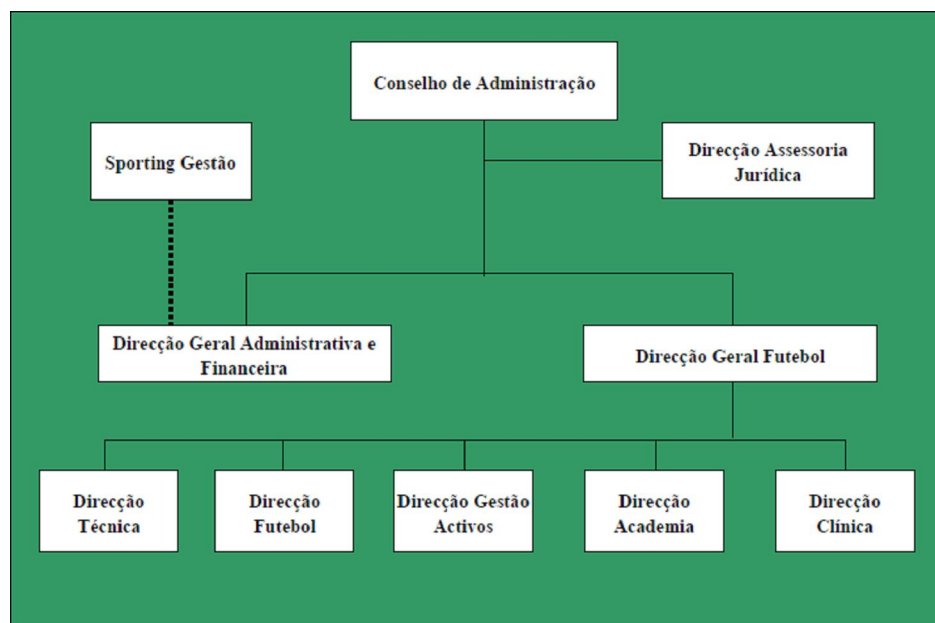 Conselho de Administração
Sporting Gestão
Direcção Assessoria
Jurídica
Direcção Geral Administrativa e
Financeira
Direcção Geral Futebol
Direcção
Técnica
Direcção
Futebol
Direcção Gestão
Activos
Direcção
Academia
Direcção
Clínica